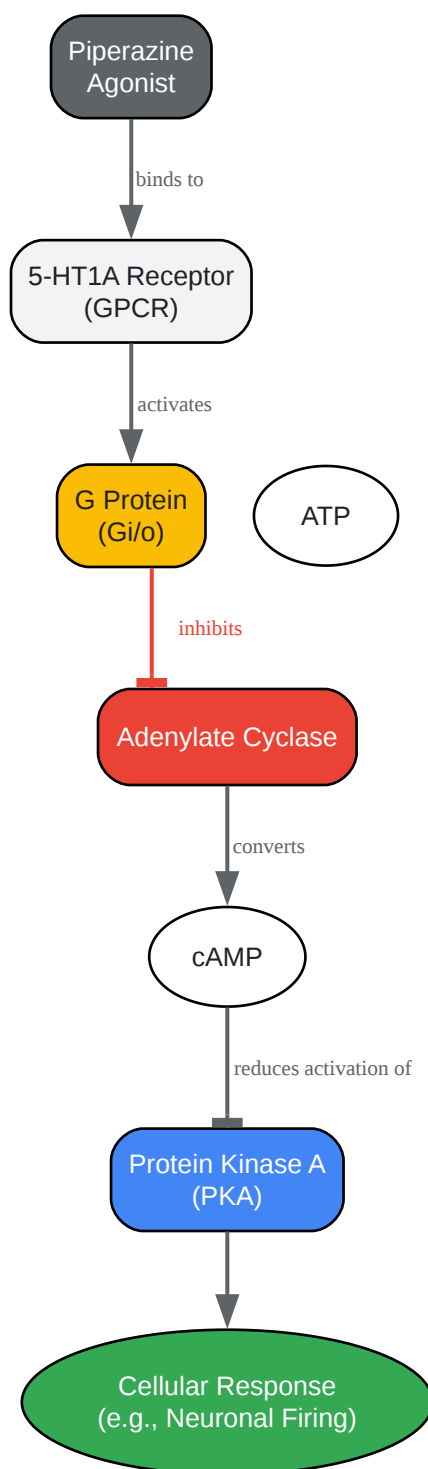 Piperazine
Agonist
binds to
5-HT1A Receptor
(GPCR)
activates
G Protein
(Gi/o)
ATP
inhibits
Adenylate Cyclase
converts
cAMP
reduces activation of
Protein Kinase A
(PKA)
Cellular Response
(e.g., Neuronal Firing)